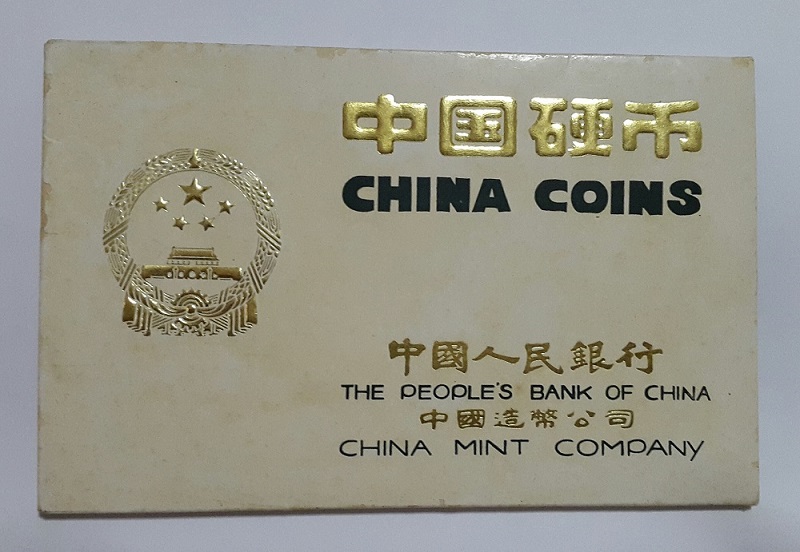 中国硬币
CHINA COINS
中國人民銀行
THE PEOPLE'S BANK OF CHINA
中國造幣公司
CHINA MINT COMPANY